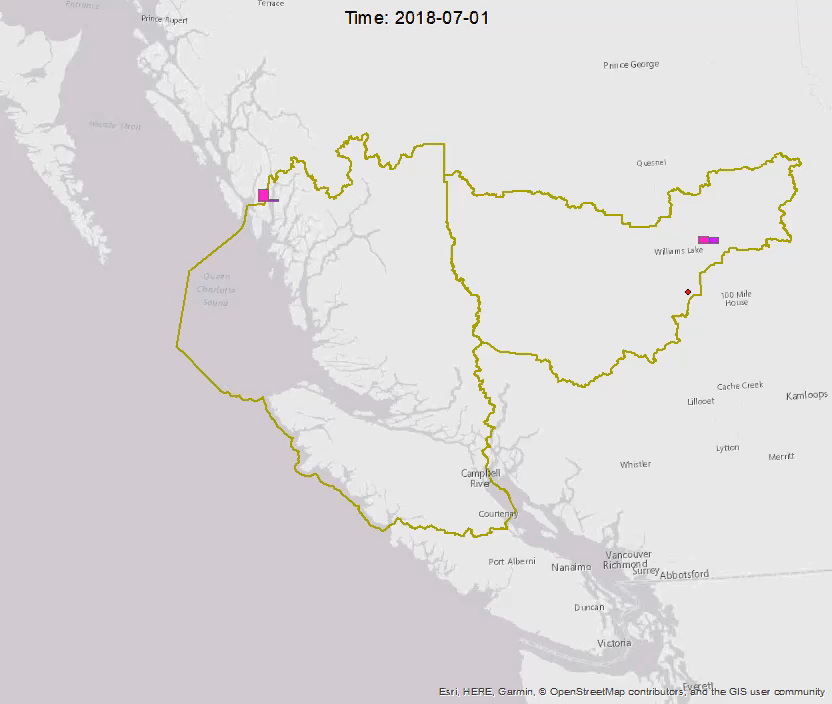 Entrance
Terrace
Prince Rupert
Time: 2018-07-01
Prince George
Quesnel
Williams Lake
Queen
Charlotte
Sound
100 Mile
House
Cache Creek
Kamloops
Lillooet
Lytton
Merritt
Whistler
Campbell
River
Courtenay
Port Alberni
Nanaimo
Vancouver
Richmond
Surrey
Abbotsford
Duncan
Victoria
Everett
Esri, HERE, Garmin, © OpenStreetMap contributors, and the GIS user community